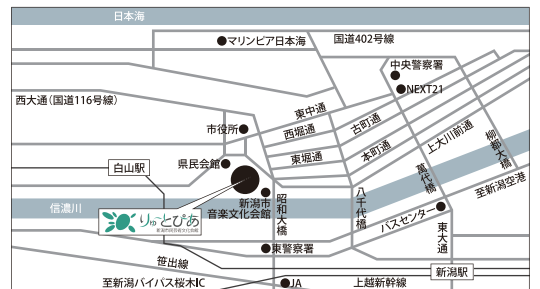 日本海
マリンピア日本海
国道402号線
中央警察署
NEXT21
西大通(国道116号線)
東中通
市役所
西堀通
古町通
上大川前通
柳都大橋
県民会館
東堀通
本町通
白山駅
萬代橋
至新潟空港
新潟市
音楽文化会館
信濃川
りゅーとぴあ
新潟市民芸術文化会館
昭和大橋
八千代橋
バスセンター
東大通
東警察署
笹出線
新潟駅
至新潟バイパス桜木IC
JA
上越新幹線